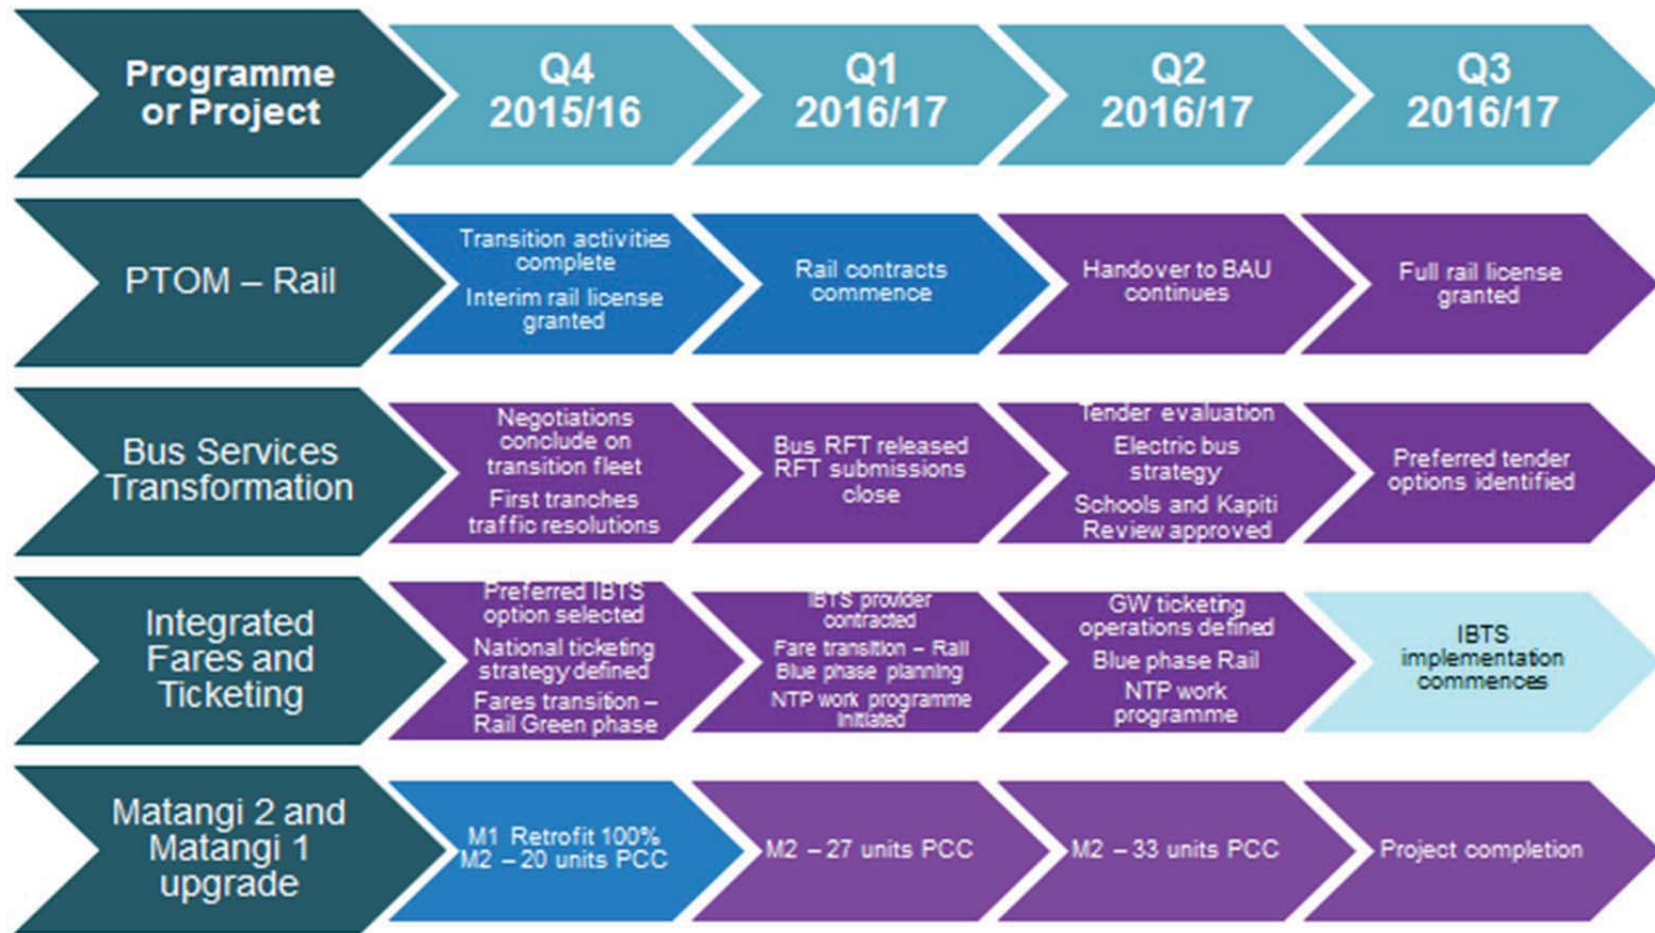 Programme
or Project
Q4
2015/16
Q1
2016/17
Q2
2016/17
Q3
2016/17
PTOM – Rail
Transition activities
complete
Interim rail license
granted
Rail contracts
commence
Handover to BAU
continues
Full rail license
granted
Bus Services
Transformation
Negotiations
conclude on
transition fleet
First tranches
traffic resolutions
Bus RFT released
RFT submissions
close
Tender evaluation
Electric bus
strategy
Schools and Kapiti
Review approved
Preferred tender
options identified
Integrated
Fares and
Ticketing
Preferred IBTS
option selected
National ticketing
strategy defined
Fares transition –
Rail Green phase
IBTS provider
contracted
Fare transition – Rail
Blue phase planning
NTP work programme
initiated
GW ticketing
operations defined
Blue phase Rail
NTP work
programme
IBTS
implementation
commences
Matangi 2 and
Matangi 1
upgrade
M1 Retrofit 100%
M2 – 20 units PCC
M2 – 27 units PCC
M2 – 33 units PCC
Project completion